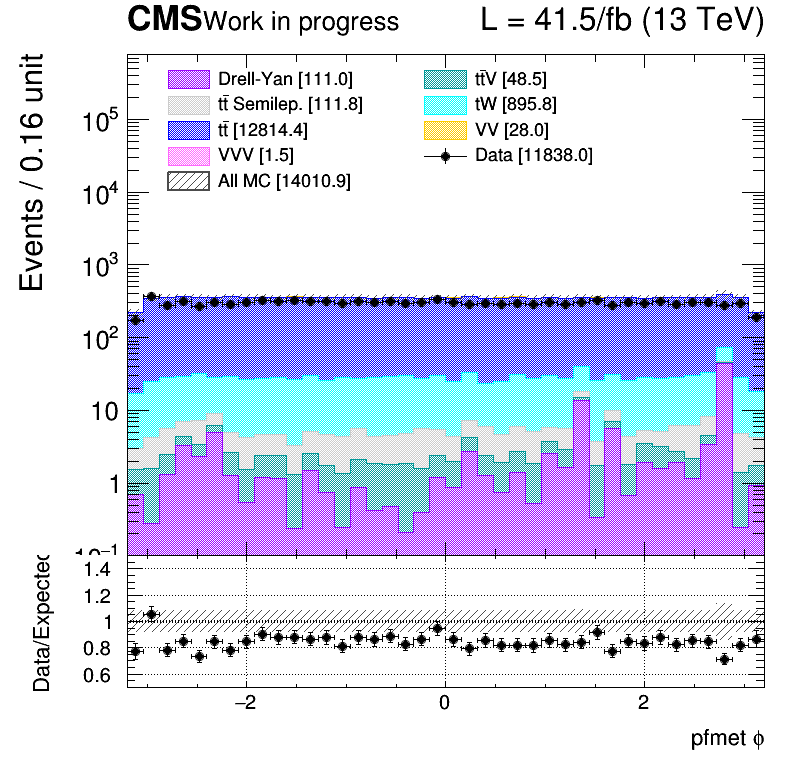 CMS Work in progress L = 41.5/fb (13 TeV)
Events / 0.16 unit
Drell-Yan [111.0]
tt̄ Semilep. [111.8]
tt̄ [12814.4]
VVV [1.5]
All MC [14010.9]
tt̄V [48.5]
tW [895.8]
VV [28.0]
Data [11838.0]
10⁵
10⁴
10³
10²
10
1
Data/Expected
1.4
1.2
1
0.8
0.6
−2 0 2
pfmet ϕ